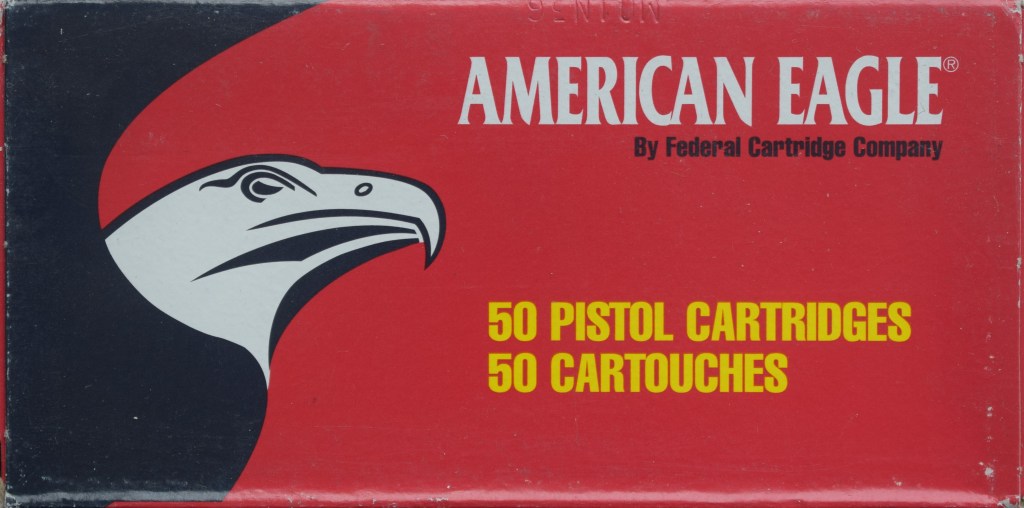 AMERICAN EAGLE®
By Federal Cartridge Company
50 PISTOL CARTRIDGES
50 CARTOUCHES